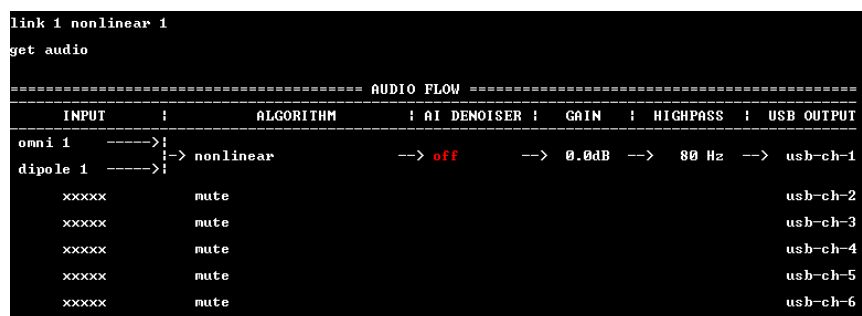 link 1 nonlinear 1
get audio
======================================= AUDIO FLOW ===========================================
INPUT ¦ ALGORITHM ¦ AI DENOISER ¦ GAIN ¦ HIGHPASS ¦ USB OUTPUT
omni 1 ----->¦
¦-> nonlinear --> off --> 0.0dB --> 80 Hz --> usb-ch-1
dipole 1 ----->¦
xxxxx mute usb-ch-2
xxxxx mute usb-ch-3
xxxxx mute usb-ch-4
xxxxx mute usb-ch-5
xxxxx mute usb-ch-6